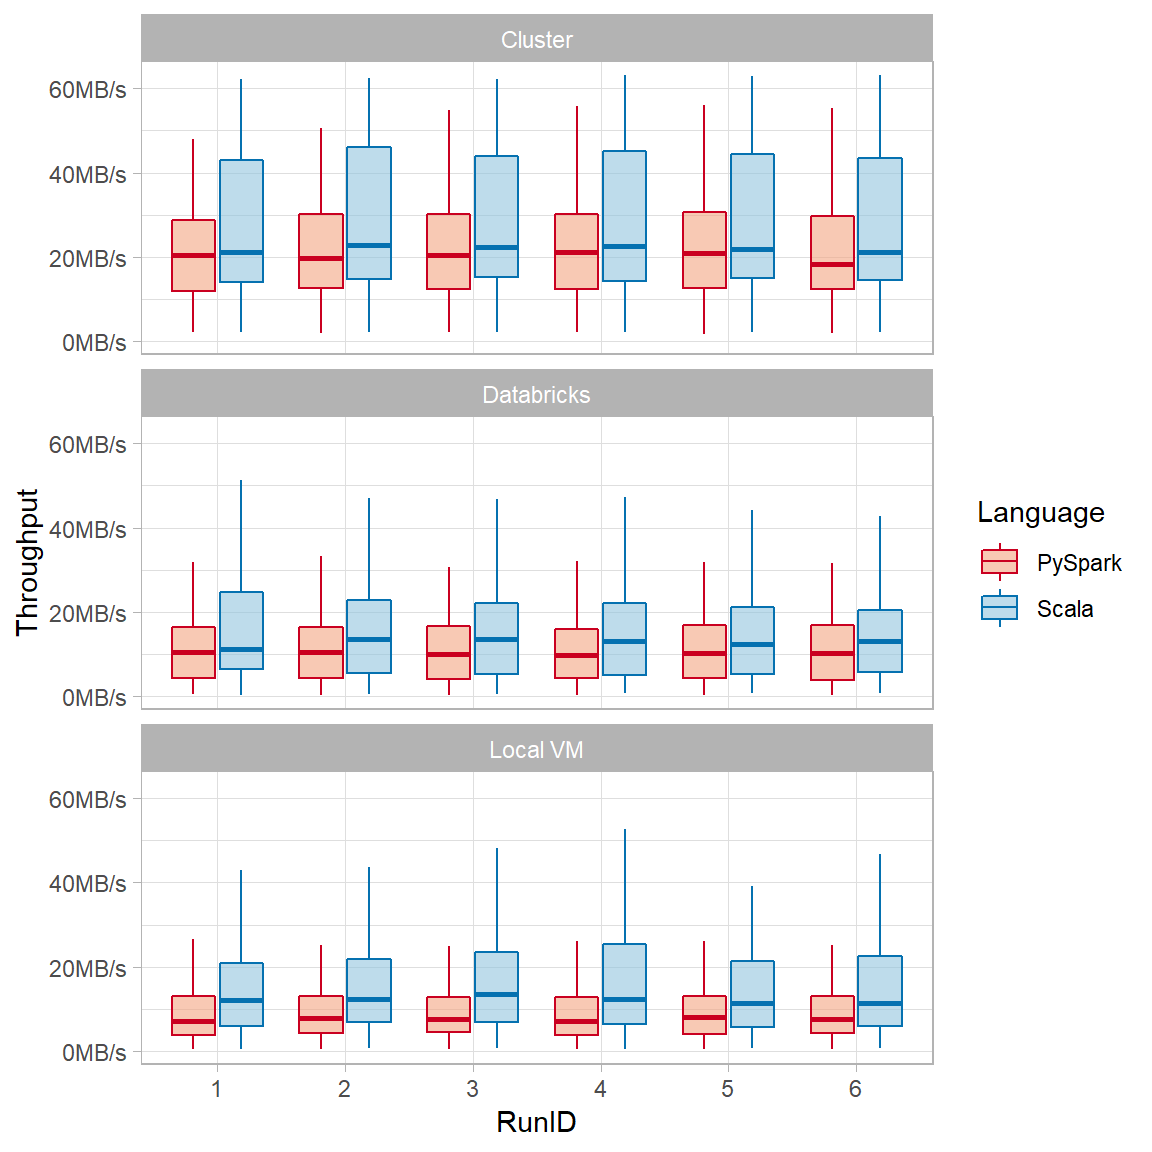 Cluster
60MB/s
40MB/s
20MB/s
0MB/s
Databricks
60MB/s
40MB/s
20MB/s
0MB/s
Local VM
60MB/s
40MB/s
20MB/s
0MB/s
1 2 3 4 5 6
RunID
Throughput
Language
PySpark
Scala